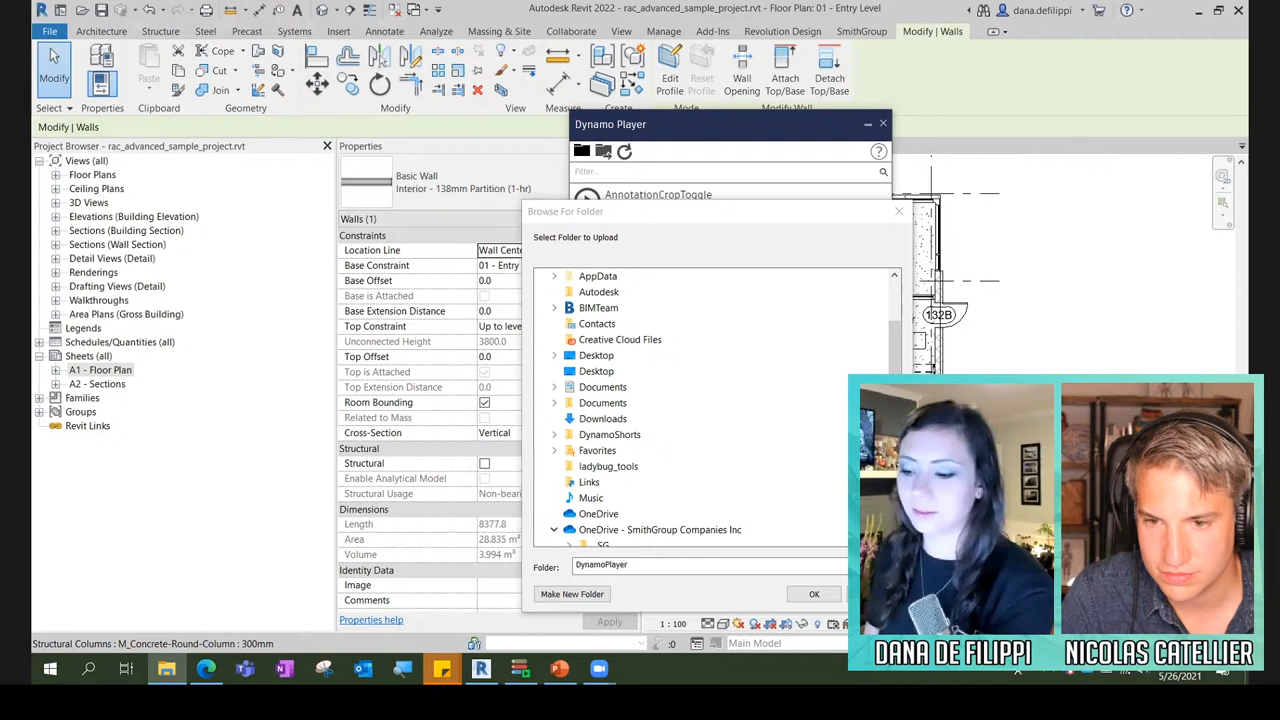 Autodesk Revit 2022 - rac_advanced_sample_project.rvt - Floor Plan: 01 - Entry Level
dana.defilippi
File
Architecture
Structure
Steel
Precast
Systems
Insert
Annotate
Analyze
Massing & Site
Collaborate
View
Manage
Add-Ins
Revolution Design
SmithGroup
Modify | Walls
Modify
Properties
Paste
Cope
Cut
Join
Edit Profile
Reset Profile
Wall Opening
Attach Top/Base
Detach Top/Base
Select
Properties
Clipboard
Geometry
Modify
View
Measure
Create
Mode
Modify Wall
Modify | Walls
Project Browser - rac_advanced_sample_project.rvt
Views (all)
Floor Plans
Ceiling Plans
3D Views
Elevations (Building Elevation)
Sections (Building Section)
Sections (Wall Section)
Detail Views (Detail)
Renderings
Drafting Views (Detail)
Walkthroughs
Area Plans (Gross Building)
Legends
Schedules/Quantities (all)
Sheets (all)
A1 - Floor Plan
A2 - Sections
Families
Groups
Revit Links
Properties
Basic Wall
Interior - 138mm Partition (1-hr)
Walls (1)
Constraints
Location Line Wall Cente
Base Constraint 01 - Entry
Base Offset 0.0
Base is Attached
Base Extension Distance 0.0
Top Constraint Up to leve
Unconnected Height 3800.0
Top Offset 0.0
Top is Attached
Top Extension Distance 0.0
Room Bounding
Related to Mass
Cross-Section Vertical
Structural
Structural
Enable Analytical Model
Structural Usage Non-bear
Dimensions
Length 8377.8
Area 28.835 m²
Volume 3.994 m³
Identity Data
Image
Comments
Properties help
Apply
Dynamo Player
Filter...
AnnotationCropToggle
Browse For Folder
Select Folder to Upload
AppData
Autodesk
BIMTeam
Contacts
Creative Cloud Files
Desktop
Desktop
Documents
Documents
Downloads
DynamoShorts
Favorites
ladybug_tools
Links
Music
OneDrive
OneDrive - SmithGroup Companies Inc
SG
Folder: DynamoPlayer
Make New Folder
OK
132B
1 : 100
Structural Columns : M_Concrete-Round-Column : 300mm
:0
Main Model
DANA DE FILIPPI
NICOLAS CATELLIER
5/26/2021